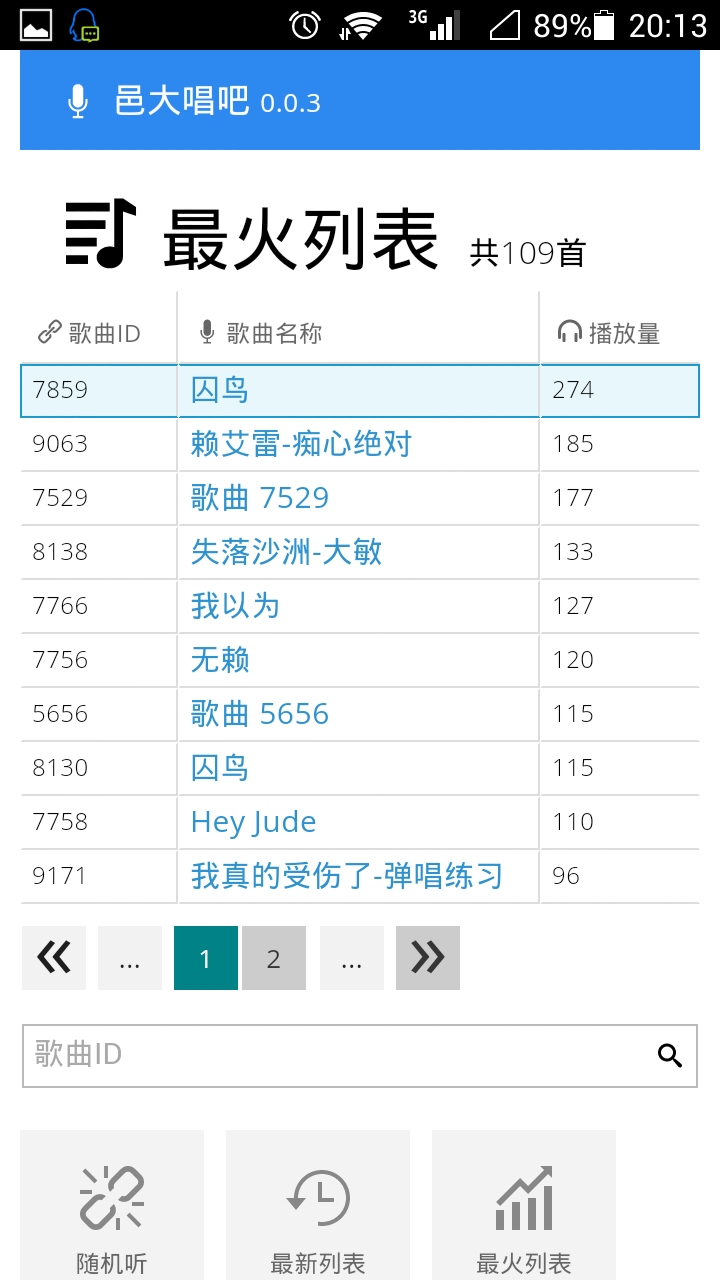 3G 89% 20:13
邑大唱吧 0.0.3
最火列表 共109首
歌曲ID 歌曲名称 播放量
7859 囚鸟 274
9063 赖艾雷-痴心绝对 185
7529 歌曲 7529 177
8138 失落沙洲-大敏 133
7766 我以为 127
7756 无赖 120
5656 歌曲 5656 115
8130 囚鸟 115
7758 Hey Jude 110
9171 我真的受伤了-弹唱练习 96
« ... 1 2 ... »
歌曲ID
随机听 最新列表 最火列表